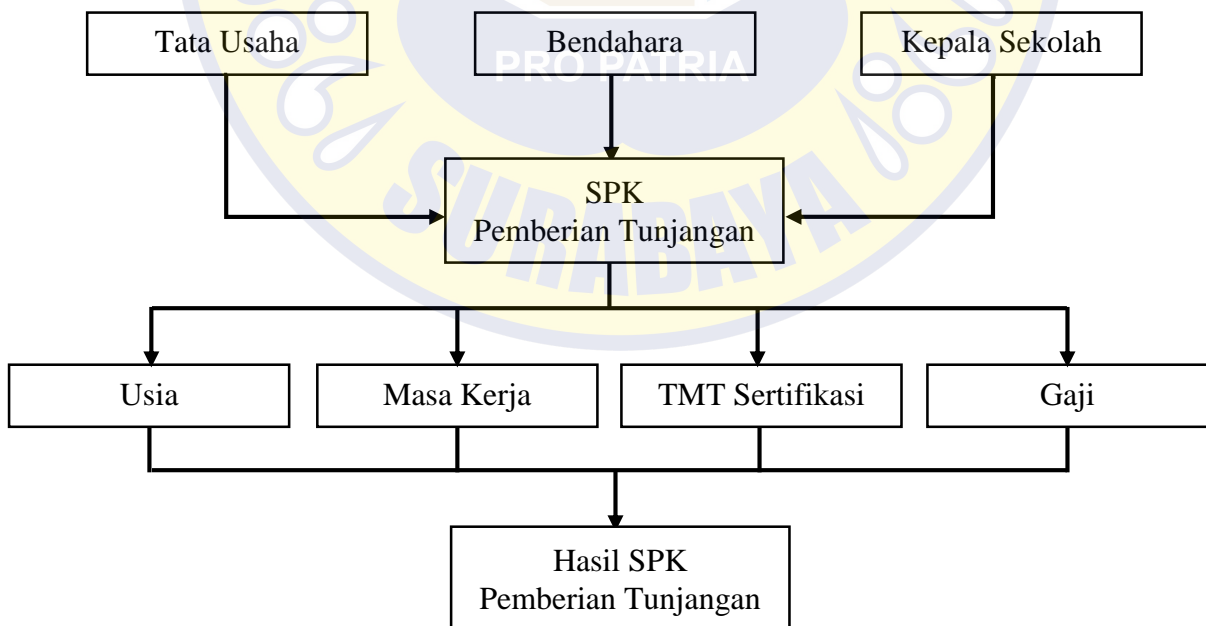 Tata Usaha
Bendahara
Kepala Sekolah
PRO PATRIA
SPK
Pemberian Tunjangan
SURABAYA
Usia
Masa Kerja
TMT Sertifikasi
Gaji
Hasil SPK
Pemberian Tunjangan